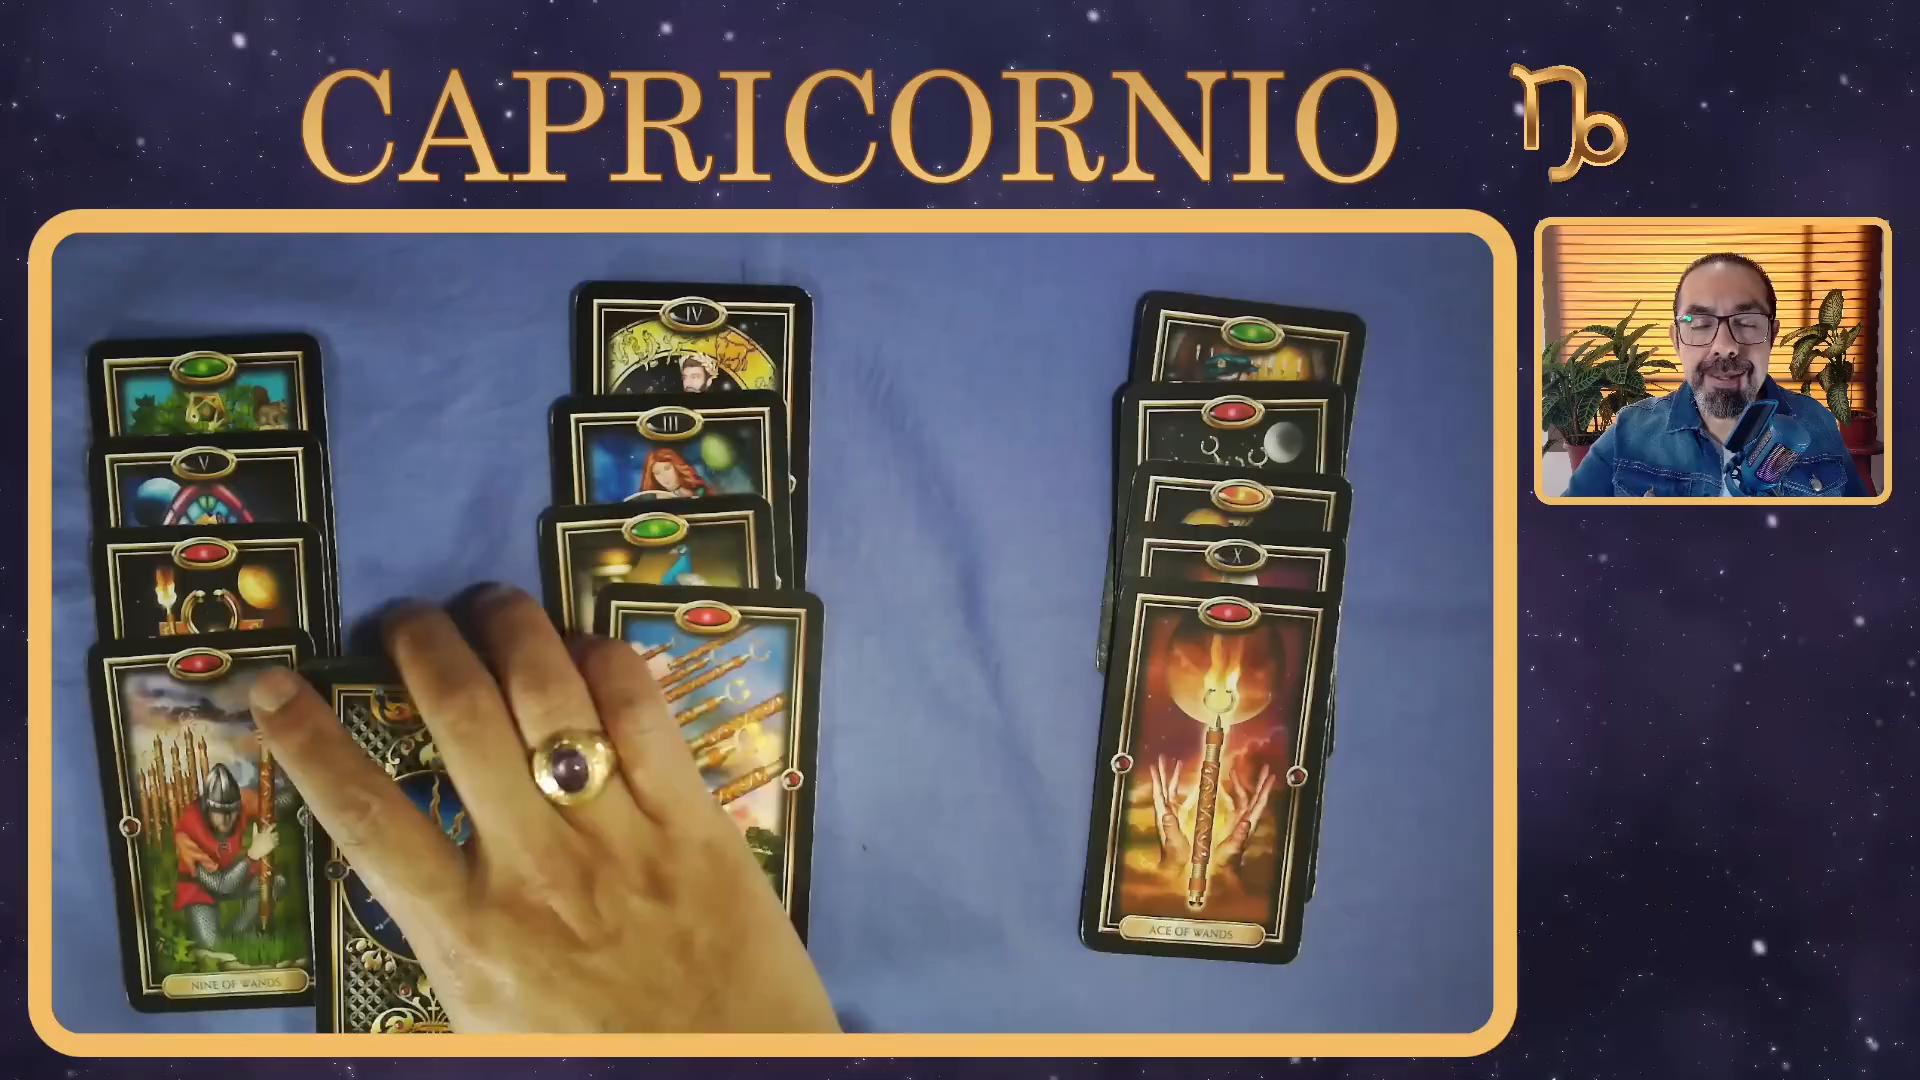 CAPRICORNIO
IV
III
V
X
NINE OF WANDS
ACE OF WANDS